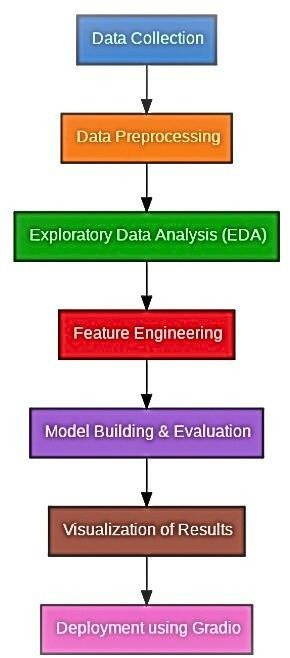 Data Collection
Data Preprocessing
Exploratory Data Analysis (EDA)
Feature Engineering
Model Building & Evaluation
Visualization of Results
Deployment using Gradio